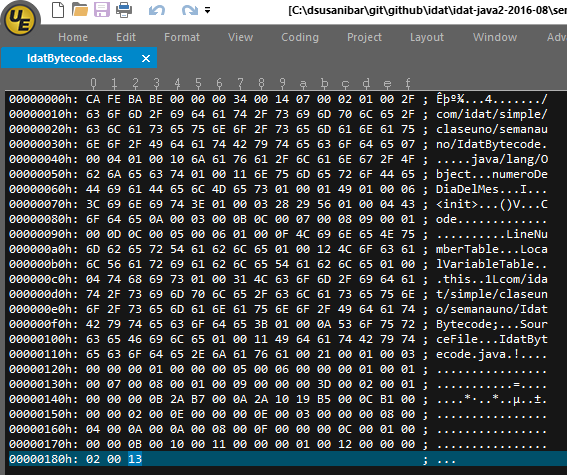 [C:\dsusanibar\git\github\idat\idat-java2-2016-08\sen
UE
Home Edit Format View Search Coding Project Layout Window Adva
IdatBytecode.class ×
0 1 2 3 4 5 6 7 8 9 a b c d e f
00000000h: CA FE BA BE 00 00 00 34 00 14 07 00 02 01 00 2F ; Êþº¾...4......./
00000010h: 63 6F 6D 2F 69 64 61 74 2F 73 69 6D 70 6C 65 2F ; com/idat/simple/
00000020h: 63 6C 61 73 65 75 6E 6F 2F 73 65 6D 61 6E 61 75 ; claseuno/semanau
00000030h: 6E 6F 2F 49 64 61 74 42 79 74 65 63 6F 64 65 07 ; no/IdatBytecode.
00000040h: 00 04 01 00 10 6A 61 76 61 2F 6C 61 6E 67 2F 4F ; .....java/lang/O
00000050h: 62 6A 65 63 74 01 00 11 6E 75 6D 65 72 6F 44 65 ; bject...numeroDe
00000060h: 44 69 61 44 65 6C 4D 65 73 01 00 01 49 01 00 06 ; DiaDelMes...I...
00000070h: 3C 69 6E 69 74 3E 01 00 03 28 29 56 01 00 04 43 ; <init>...()V...C
00000080h: 6F 64 65 0A 00 03 00 0B 0C 00 07 00 08 09 00 01 ; ode.............
00000090h: 00 0D 0C 00 05 00 06 01 00 0F 4C 69 6E 65 4E 75 ; ..........LineNu
000000a0h: 6D 62 65 72 54 61 62 6C 65 01 00 12 4C 6F 63 61 ; mberTable...Loca
000000b0h: 6C 56 61 72 69 61 62 6C 65 54 61 62 6C 65 01 00 ; lVariableTable..
000000c0h: 04 74 68 69 73 01 00 31 4C 63 6F 6D 2F 69 64 61 ; .this..1Lcom/ida
000000d0h: 74 2F 73 69 6D 70 6C 65 2F 63 6C 61 73 65 75 6E ; t/simple/claseun
000000e0h: 6F 2F 73 65 6D 61 6E 61 75 6E 6F 2F 49 64 61 74 ; o/semanauno/Idat
000000f0h: 42 79 74 65 63 6F 64 65 3B 01 00 0A 53 6F 75 72 ; Bytecode;...Sour
00000100h: 63 65 46 69 6C 65 01 00 11 49 64 61 74 42 79 74 ; ceFile...IdatByt
00000110h: 65 63 6F 64 65 2E 6A 61 76 61 00 21 00 01 00 03 ; ecode.java.!....
00000120h: 00 00 00 01 00 00 00 05 00 06 00 00 00 01 00 01 ; ................
00000130h: 00 07 00 08 00 01 00 09 00 00 00 3D 00 02 00 01 ; ...........=....
00000140h: 00 00 00 0B 2A B7 00 0A 2A 10 19 B5 00 0C B1 00 ; ....*·..*..µ..±.
00000150h: 00 00 02 00 0E 00 00 00 0E 00 03 00 00 00 08 00 ; ................
00000160h: 04 00 0A 00 0A 00 08 00 0F 00 00 00 0C 00 01 00 ; ................
00000170h: 00 00 0B 00 10 00 11 00 00 00 01 00 12 00 00 00 ; ................
00000180h: 02 00 13 ; ...